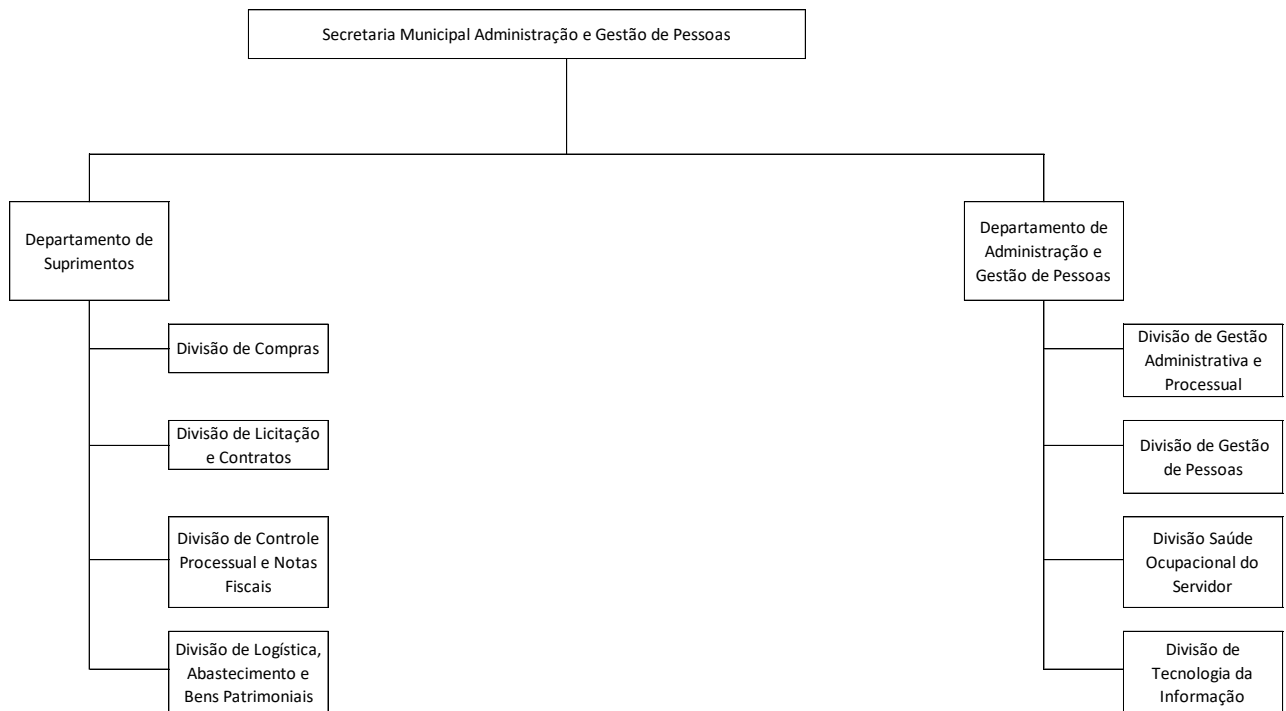 Secretaria Municipal Administração e Gestão de Pessoas
Departamento de
Suprimentos
Departamento de
Administração e
Gestão de Pessoas
Divisão de Compras
Divisão de Licitação
e Contratos
Divisão de Controle
Processual e Notas
Fiscais
Divisão de Logística,
Abastecimento e
Bens Patrimoniais
Divisão de Gestão
Administrativa e
Processual
Divisão de Gestão
de Pessoas
Divisão Saúde
Ocupacional do
Servidor
Divisão de
Tecnologia da
Informação